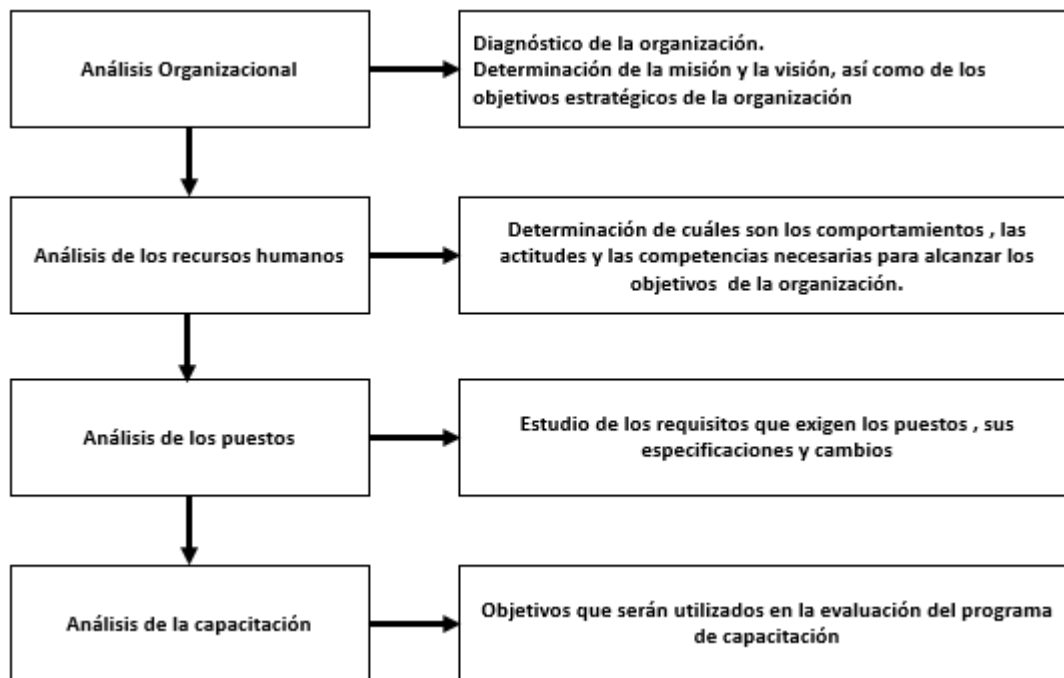 Análisis Organizacional
Diagnóstico de la organización.
Determinación de la misión y la visión, así como de los
objetivos estratégicos de la organización
Análisis de los recursos humanos
Determinación de cuáles son los comportamientos , las
actitudes y las competencias necesarias para alcanzar los
objetivos  de la organización.
Análisis de los puestos
Estudio de los requisitos que exigen los puestos , sus
especificaciones y cambios
Análisis de la capacitación
Objetivos que serán utilizados en la evaluación del programa
de capacitación